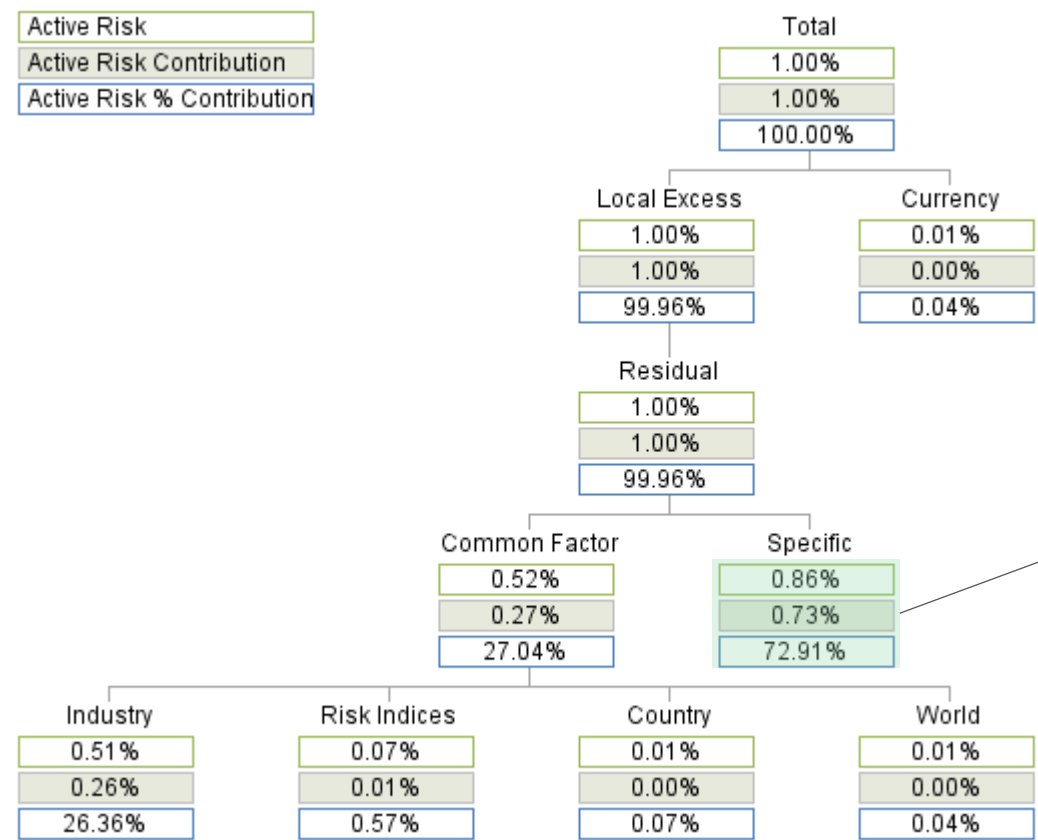 Active Risk
Active Risk Contribution
Active Risk % Contribution
Total
1.00%
1.00%
100.00%
Local Excess Currency
1.00% 0.01%
1.00% 0.00%
99.96% 0.04%
Residual
1.00%
1.00%
99.96%
Common Factor Specific
0.52% 0.86%
0.27% 0.73%
27.04% 72.91%
Industry Risk Indices Country World
0.51% 0.07% 0.01% 0.01%
0.26% 0.01% 0.00% 0.00%
26.36% 0.57% 0.07% 0.04%